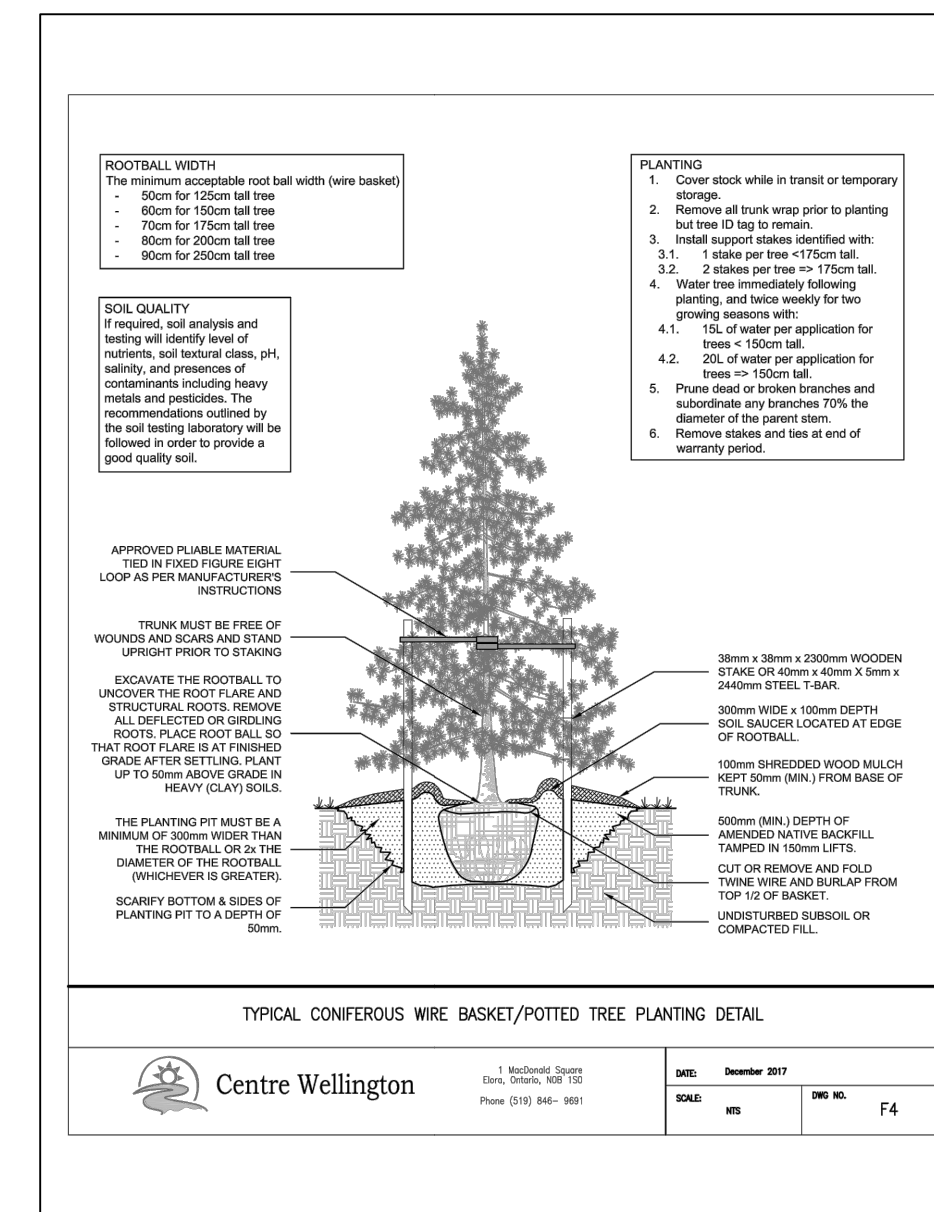 ROOTBALL WIDTH
The minimum acceptable root ball width (wire basket)
- 50cm for 125cm tall tree
- 60cm for 150cm tall tree
- 70cm for 175cm tall tree
- 80cm for 200cm tall tree
- 90cm for 250cm tall tree
SOIL QUALITY
If required, soil analysis and
testing will identify level of
nutrients, soil textural class, pH,
salinity, and presences of
contaminants including heavy
metals and pesticides. The
recommendations outlined by
the soil testing laboratory will be
followed in order to provide a
good quality soil.
PLANTING
1. Cover stock while in transit or temporary
storage.
2. Remove all trunk wrap prior to planting
but tree ID tag to remain.
3. Install support stakes identified with:
3.1. 1 stake per tree <175cm tall.
3.2. 2 stakes per tree => 175cm tall.
4. Water tree immediately following
planting, and twice weekly for two
growing seasons with:
4.1. 15L of water per application for
trees < 150cm tall.
4.2. 20L of water per application for
trees => 150cm tall.
5. Prune dead or broken branches and
subordinate any branches 70% the
diameter of the parent stem.
6. Remove stakes and ties at end of
warranty period.
APPROVED PLIABLE MATERIAL
TIED IN FIXED FIGURE EIGHT
LOOP AS PER MANUFACTURER'S
INSTRUCTIONS
TRUNK MUST BE FREE OF
WOUNDS AND SCARS AND STAND
UPRIGHT PRIOR TO STAKING
EXCAVATE THE ROOTBALL TO
UNCOVER THE ROOT FLARE AND
STRUCTURAL ROOTS. REMOVE
ALL DEFLECTED OR GIRDLING
ROOTS. PLACE ROOT BALL SO
THAT ROOT FLARE IS AT FINISHED
GRADE AFTER SETTLING. PLANT
UP TO 50mm ABOVE GRADE IN
HEAVY (CLAY) SOILS.
THE PLANTING PIT MUST BE A
MINIMUM OF 300mm WIDER THAN
THE ROOTBALL OR 2x THE
DIAMETER OF THE ROOTBALL
(WHICHEVER IS GREATER).
SCARIFY BOTTOM & SIDES OF
PLANTING PIT TO A DEPTH OF
50mm.
38mm x 38mm x 2300mm WOODEN
STAKE OR 40mm x 40mm X 5mm x
2440mm STEEL T-BAR.
300mm WIDE x 100mm DEPTH
SOIL SAUCER LOCATED AT EDGE
OF ROOTBALL.
100mm SHREDDED WOOD MULCH
KEPT 50mm (MIN.) FROM BASE OF
TRUNK.
500mm (MIN.) DEPTH OF
AMENDED NATIVE BACKFILL
TAMPED IN 150mm LIFTS.
CUT OR REMOVE AND FOLD
TWINE WIRE AND BURLAP FROM
TOP 1/2 OF BASKET.
UNDISTURBED SUBSOIL OR
COMPACTED FILL.
TYPICAL CONIFEROUS WIRE BASKET/POTTED TREE PLANTING DETAIL
Centre Wellington
1 MacDonald Square
Elora, Ontario, N0B 1S0
Phone (519) 846- 9691
DATE: December 2017
SCALE: NTS
DWG NO. F4